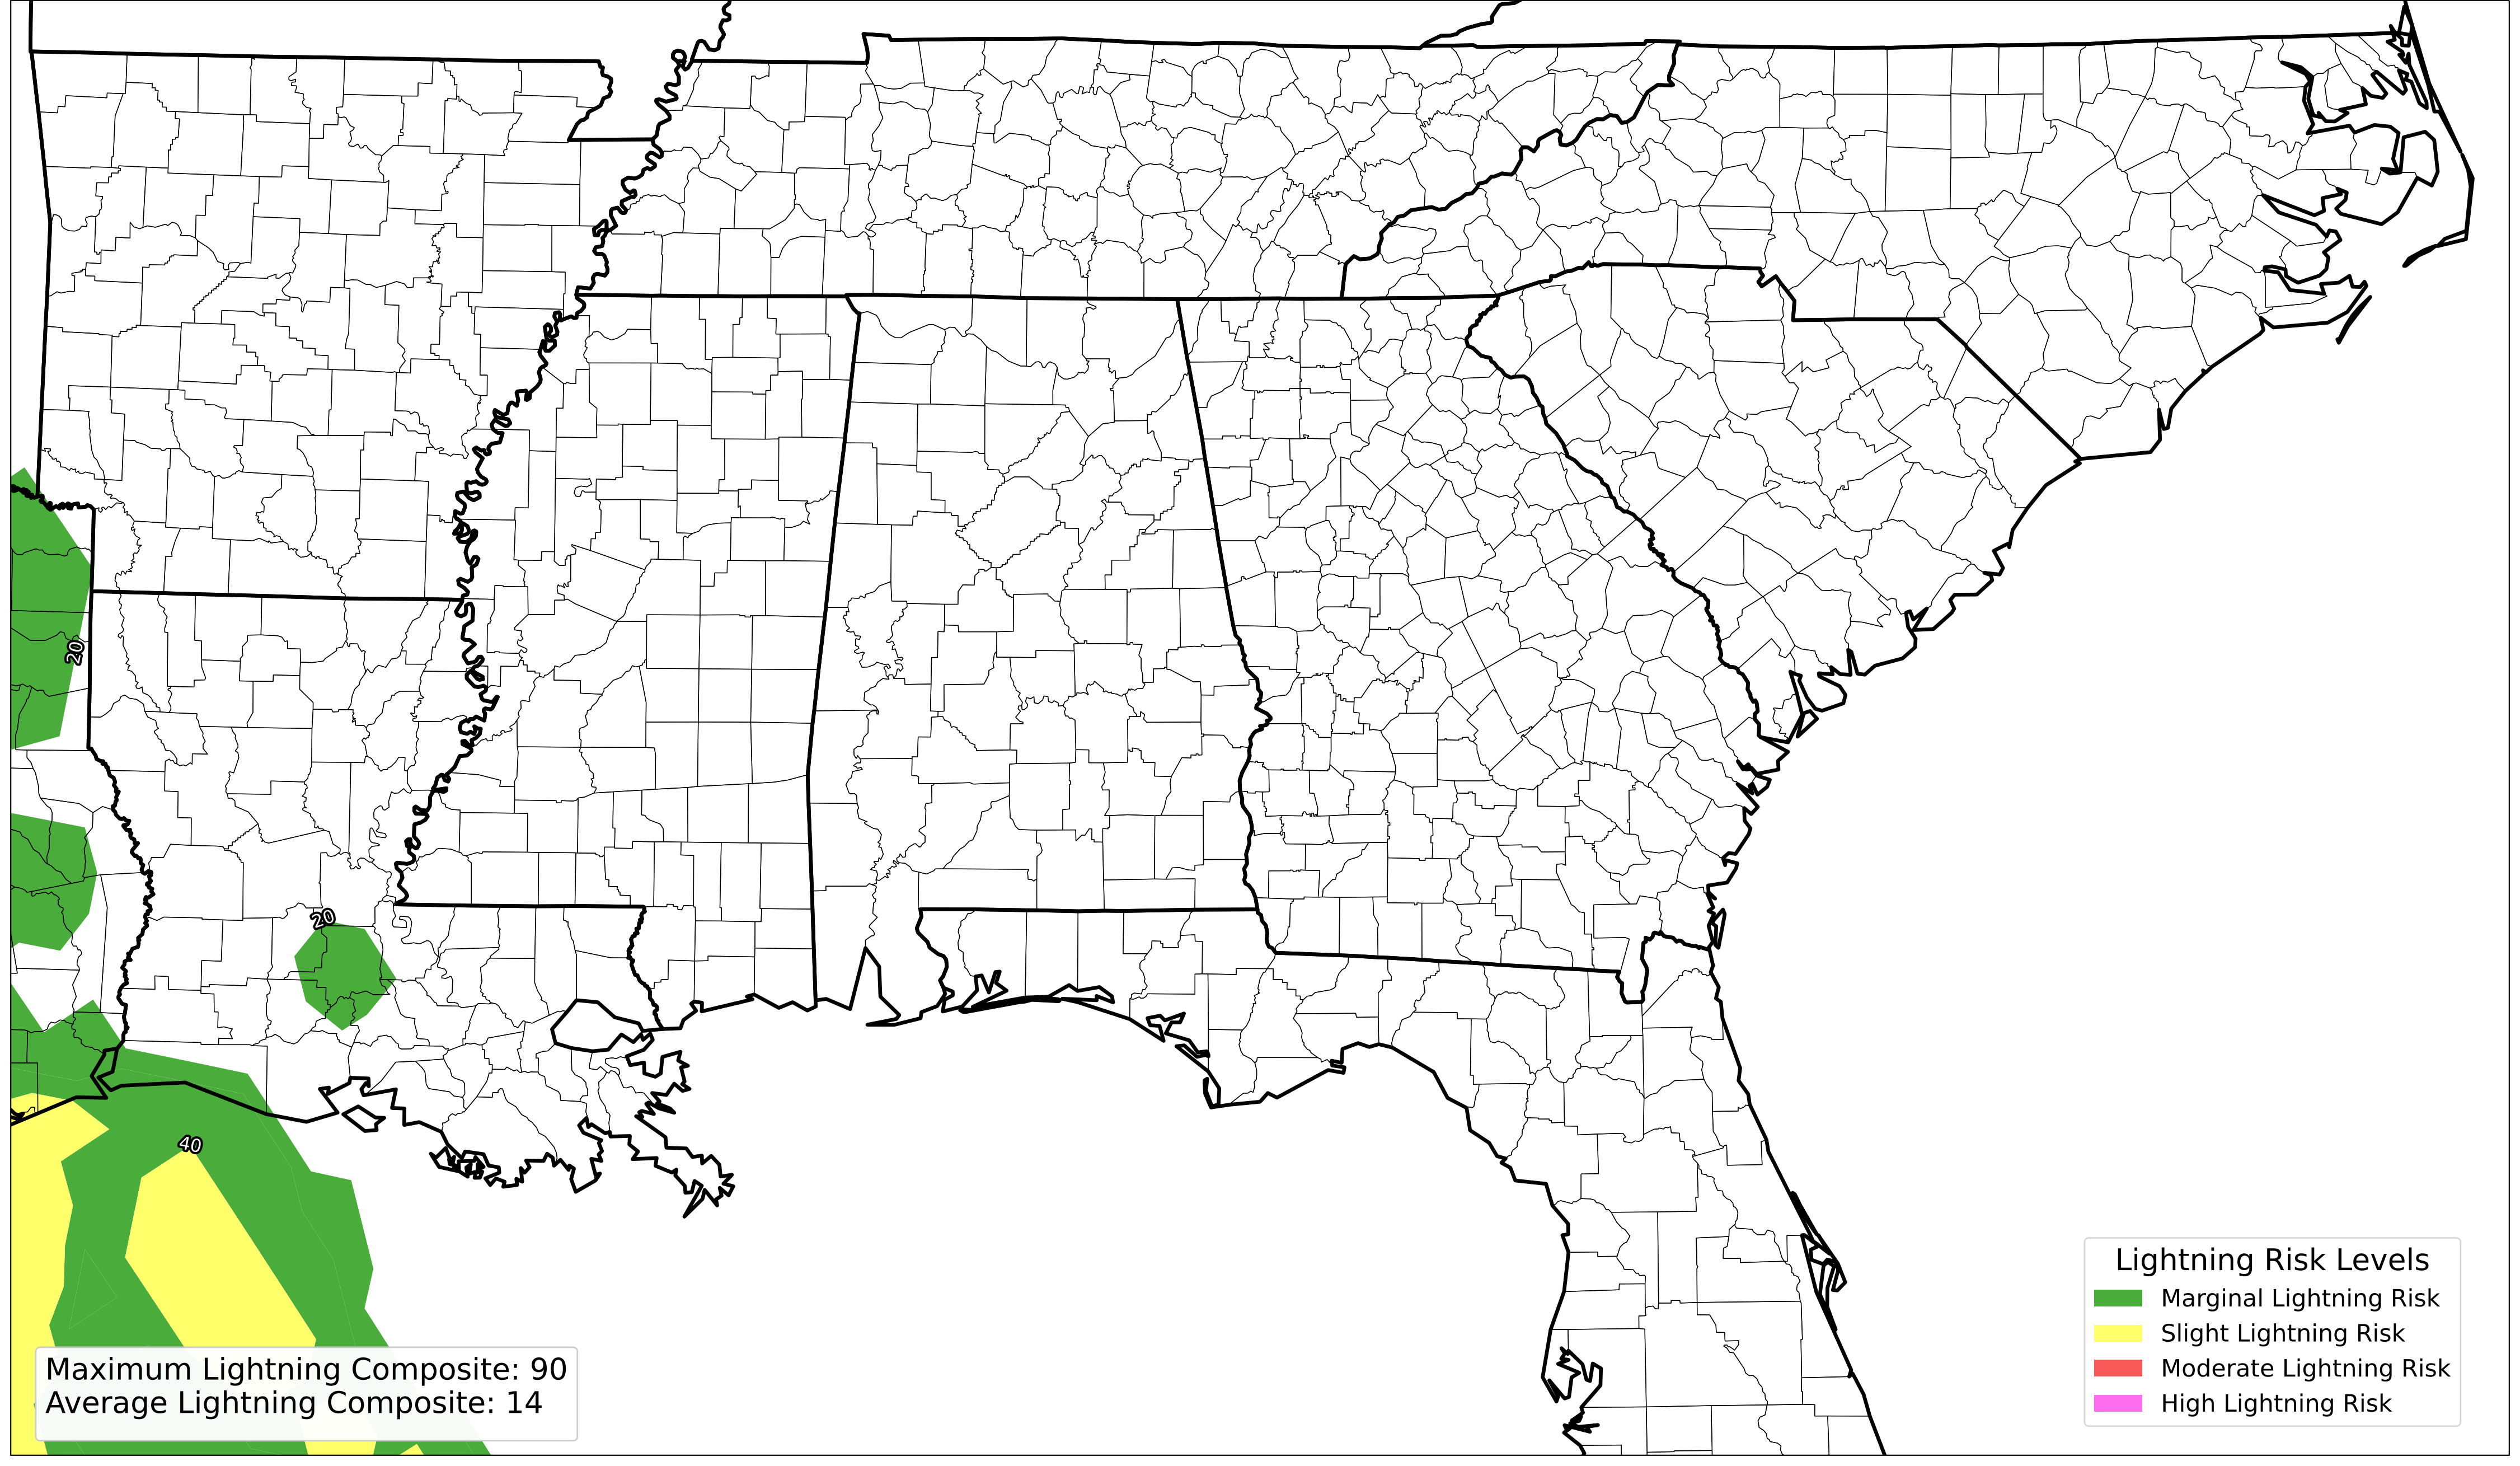 20
20
40
Maximum Lightning Composite: 90
Average Lightning Composite: 14
Lightning Risk Levels
Marginal Lightning Risk
Slight Lightning Risk
Moderate Lightning Risk
High Lightning Risk